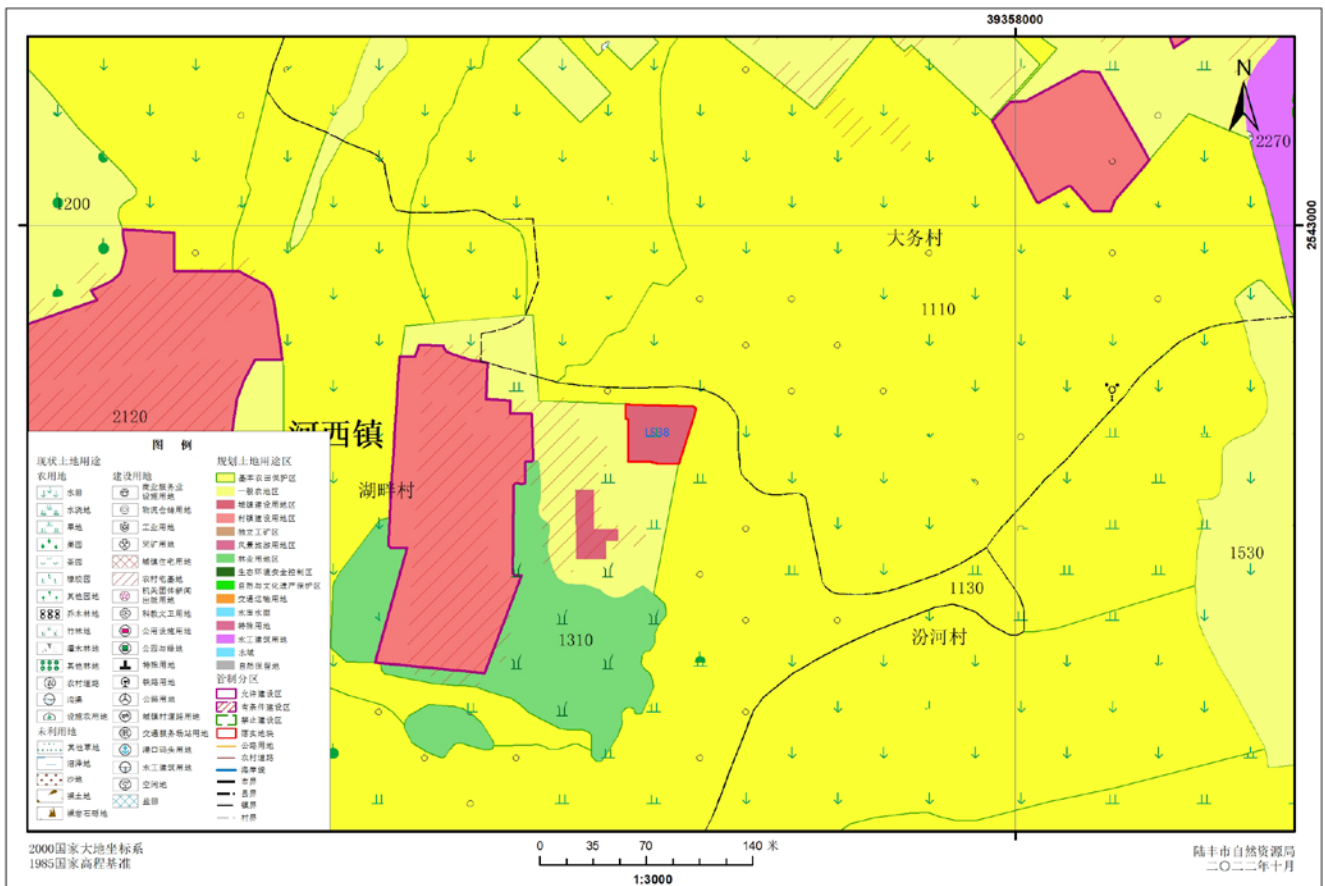 39358000
N
2270
1200
2543000
大务村
1110
2120
河西镇
LSB8
湖畔村
1530
1130
汾河村
1310
图 例
现状土地用途
农用地
水田
水浇地
旱地
果园
茶园
橡胶园
其他园地
乔木林地
竹林地
灌木林地
其他林地
农村道路
沟渠
设施农用地
未利用地
其他草地
沼泽地
沙地
裸土地
裸岩石砾地
建设用地
商业服务业
设施用地
物流仓储用地
工业用地
采矿用地
城镇住宅用地
农村宅基地
机关团体新闻
出版用地
科教文卫用地
公用设施用地
公园与绿地
特殊用地
铁路用地
公路用地
城镇村道路用地
交通服务场站用地
港口码头用地
水工建筑用地
空闲地
盐田
规划土地用途区
基本农田保护区
一般农地区
城镇建设用地区
村镇建设用地区
独立工矿区
风景旅游用地区
林业用地区
生态环境安全控制区
自然与文化遗产保护区
交通运输用地
水库水面
特殊用地
水工建筑用地
水域
自然保留地
管制分区
允许建设区
有条件建设区
禁止建设区
落实地块
公路用地
农村道路
海岸线
市界
县界
镇界
村界
2000国家大地坐标系
1985国家高程基准
0 35 70 140 米
1:3000
陆丰市自然资源局
二〇二二年十月